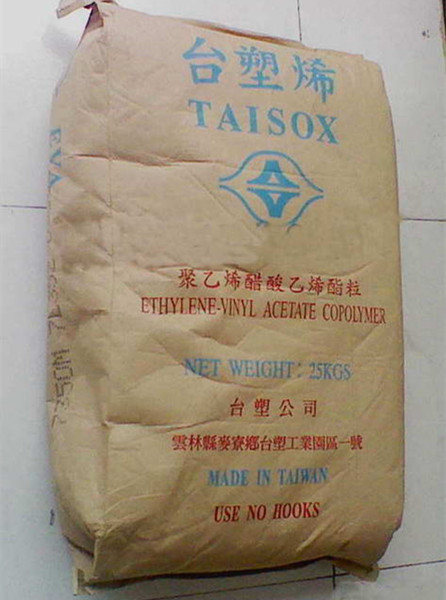 台塑烯
TAISOX
聚乙烯醋酸乙烯酯粒
ETHYLENE-VINYL ACETATE COPOLYMER
NET WEIGHT: 25KGS
台塑公司
雲林縣麥寮鄉台塑工業園區一號
MADE IN TAIWAN
USE NO HOOKS
EVA